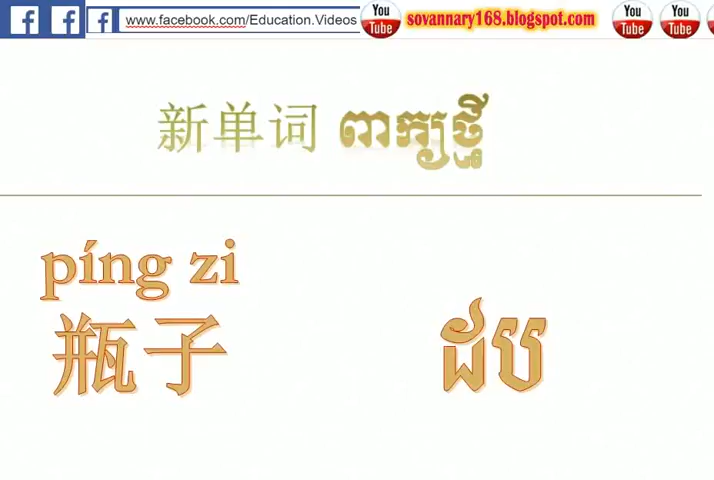 www.facebook.com/Education.Videos sovannary168.blogspot.com You Tube You Tube You Tube
新单词 ពាក្យថ្មី
píng zi
瓶子 ដប